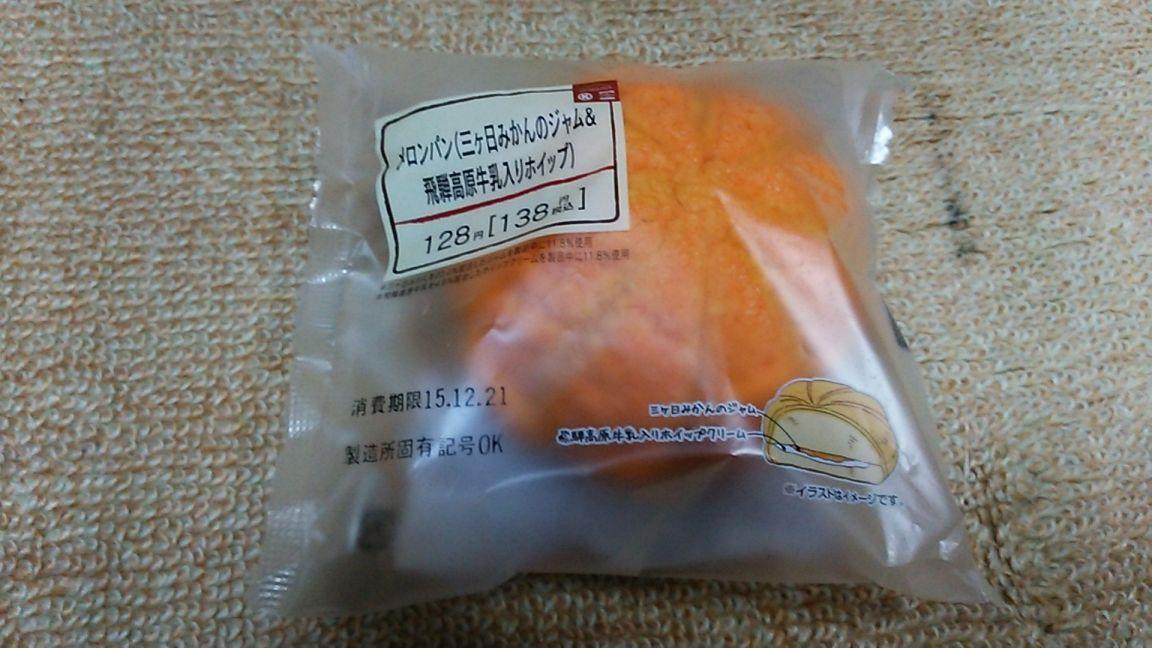 メロンパン(三ヶ日みかんのジャム&
飛騨高原牛乳入りホイップ)
128円[138円税込]
消費期限15.12.21
製造所固有記号OK
三ヶ日みかんのジャム
飛騨高原牛乳入りホイップクリーム
※イラストはイメージです。